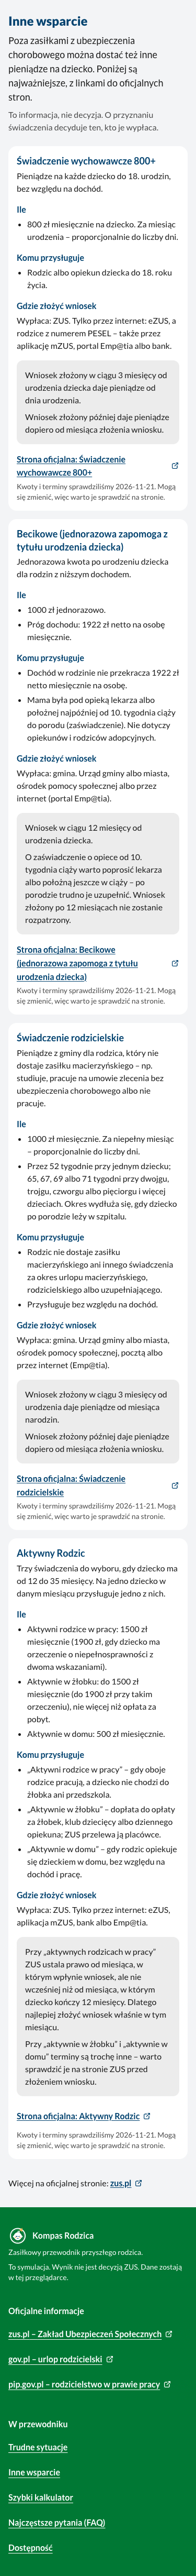 Inne wsparcie
Poza zasiłkami z ubezpieczenia
chorobowego można dostać też inne
pieniądze na dziecko. Poniżej są
najważniejsze, z linkami do oficjalnych
stron.
To informacja, nie decyzja. O przyznaniu
świadczenia decyduje ten, kto je wypłaca.
Świadczenie wychowawcze 800+
Pieniądze na każde dziecko do 18. urodzin,
bez względu na dochód.
Ile
• 800 zł miesięcznie na dziecko. Za miesiąc
urodzenia – proporcjonalnie do liczby dni.
Komu przysługuje
• Rodzic albo opiekun dziecka do 18. roku
życia.
Gdzie złożyć wniosek
Wypłaca: ZUS. Tylko przez internet: eZUS, a
rodzice z numerem PESEL – także przez
aplikację mZUS, portal Emp@tia albo bank.
Wniosek złożony w ciągu 3 miesięcy od
urodzenia dziecka daje pieniądze od
dnia urodzenia.
Wniosek złożony później daje pieniądze
dopiero od miesiąca złożenia wniosku.
Strona oficjalna: Świadczenie
wychowawcze 800+
Kwoty i terminy sprawdziliśmy 2026-11-21. Mogą
się zmienić, więc warto je sprawdzić na stronie.
Becikowe (jednorazowa zapomoga z
tytułu urodzenia dziecka)
Jednorazowa kwota po urodzeniu dziecka
dla rodzin z niższym dochodem.
Ile
• 1000 zł jednorazowo.
• Próg dochodu: 1922 zł netto na osobę
miesięcznie.
Komu przysługuje
• Dochód w rodzinie nie przekracza 1922 zł
netto miesięcznie na osobę.
• Mama była pod opieką lekarza albo
położnej najpóźniej od 10. tygodnia ciąży
do porodu (zaświadczenie). Nie dotyczy
opiekunów i rodziców adopcyjnych.
Gdzie złożyć wniosek
Wypłaca: gmina. Urząd gminy albo miasta,
ośrodek pomocy społecznej albo przez
internet (portal Emp@tia).
Wniosek w ciągu 12 miesięcy od
urodzenia dziecka.
O zaświadczenie o opiece od 10.
tygodnia ciąży warto poprosić lekarza
albo położną jeszcze w ciąży – po
porodzie trudno je uzupełnić. Wniosek
złożony po 12 miesiącach nie zostanie
rozpatrzony.
Strona oficjalna: Becikowe
(jednorazowa zapomoga z tytułu
urodzenia dziecka)
Kwoty i terminy sprawdziliśmy 2026-11-21. Mogą
się zmienić, więc warto je sprawdzić na stronie.
Świadczenie rodzicielskie
Pieniądze z gminy dla rodzica, który nie
dostaje zasiłku macierzyńskiego – np.
studiuje, pracuje na umowie zlecenia bez
ubezpieczenia chorobowego albo nie
pracuje.
Ile
• 1000 zł miesięcznie. Za niepełny miesiąc
– proporcjonalnie do liczby dni.
• Przez 52 tygodnie przy jednym dziecku;
65, 67, 69 albo 71 tygodni przy dwojgu,
trojgu, czworgu albo pięciorgu i więcej
dzieciach. Okres wydłuża się, gdy dziecko
po porodzie leży w szpitalu.
Komu przysługuje
• Rodzic nie dostaje zasiłku
macierzyńskiego ani innego świadczenia
za okres urlopu macierzyńskiego,
rodzicielskiego albo uzupełniającego.
• Przysługuje bez względu na dochód.
Gdzie złożyć wniosek
Wypłaca: gmina. Urząd gminy albo miasta,
ośrodek pomocy społecznej, pocztą albo
przez internet (Emp@tia).
Wniosek złożony w ciągu 3 miesięcy od
urodzenia daje pieniądze od miesiąca
narodzin.
Wniosek złożony później daje pieniądze
dopiero od miesiąca złożenia wniosku.
Strona oficjalna: Świadczenie
rodzicielskie
Kwoty i terminy sprawdziliśmy 2026-11-21. Mogą
się zmienić, więc warto je sprawdzić na stronie.
Aktywny Rodzic
Trzy świadczenia do wyboru, gdy dziecko ma
od 12 do 35 miesięcy. Na jedno dziecko w
danym miesiącu przysługuje jedno z nich.
Ile
• Aktywni rodzice w pracy: 1500 zł
miesięcznie (1900 zł, gdy dziecko ma
orzeczenie o niepełnosprawności z
dwoma wskazaniami).
• Aktywnie w żłobku: do 1500 zł
miesięcznie (do 1900 zł przy takim
orzeczeniu), nie więcej niż opłata za
pobyt.
• Aktywnie w domu: 500 zł miesięcznie.
Komu przysługuje
• „Aktywni rodzice w pracy” – gdy oboje
rodzice pracują, a dziecko nie chodzi do
żłobka ani przedszkola.
• „Aktywnie w żłobku” – dopłata do opłaty
za żłobek, klub dziecięcy albo dziennego
opiekuna; ZUS przelewa ją placówce.
• „Aktywnie w domu” – gdy rodzic opiekuje
się dzieckiem w domu, bez względu na
dochód i pracę.
Gdzie złożyć wniosek
Wypłaca: ZUS. Tylko przez internet: eZUS,
aplikacja mZUS, bank albo Emp@tia.
Przy „aktywnych rodzicach w pracy”
ZUS ustala prawo od miesiąca, w
którym wpłynie wniosek, ale nie
wcześniej niż od miesiąca, w którym
dziecko kończy 12 miesięcy. Dlatego
najlepiej złożyć wniosek właśnie w tym
miesiącu.
Przy „aktywnie w żłobku” i „aktywnie w
domu” terminy są trochę inne – warto
sprawdzić je na stronie ZUS przed
złożeniem wniosku.
Strona oficjalna: Aktywny Rodzic
Kwoty i terminy sprawdziliśmy 2026-11-21. Mogą
się zmienić, więc warto je sprawdzić na stronie.
Więcej na oficjalnej stronie: zus.pl
Kompas Rodzica
Zasiłkowy przewodnik przyszłego rodzica.
To symulacja. Wynik nie jest decyzją ZUS. Dane zostają
w tej przeglądarce.
Oficjalne informacje
zus.pl – Zakład Ubezpieczeń Społecznych
gov.pl – urlop rodzicielski
pip.gov.pl – rodzicielstwo w prawie pracy
W przewodniku
Trudne sytuacje
Inne wsparcie
Szybki kalkulator
Najczęstsze pytania (FAQ)
Dostępność